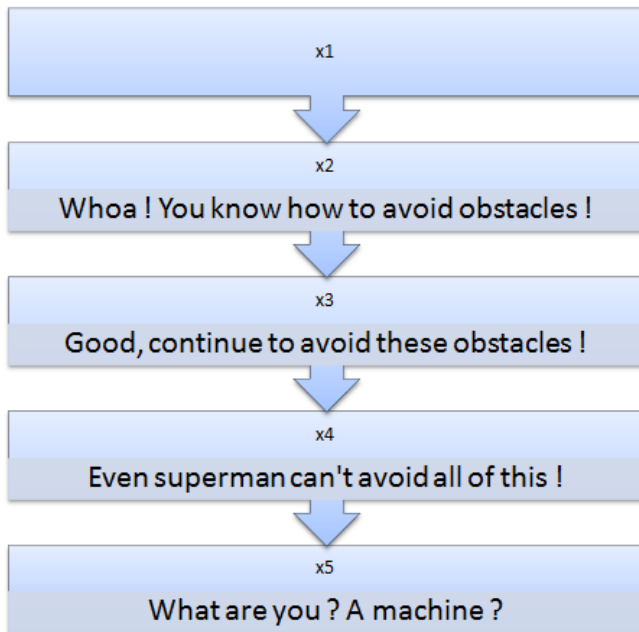 x1
x2
Whoa ! You know how to avoid obstacles !
x3
Good, continue to avoid these obstacles !
x4
Even superman can't avoid all of this !
x5
What are you ? A machine ?